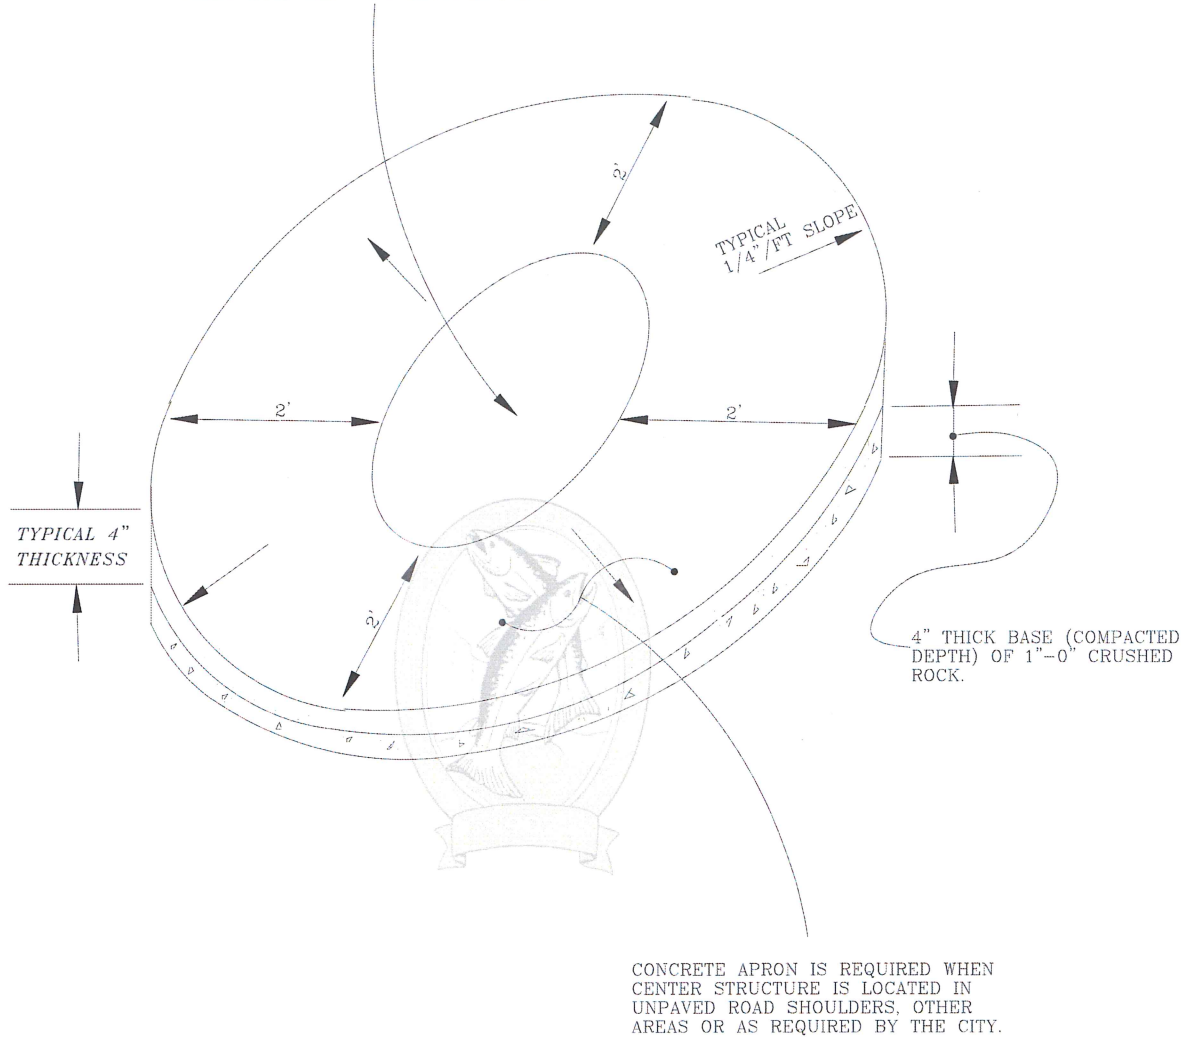 2'
TYPICAL
1/4"/FT SLOPE
2'
2'
TYPICAL 4"
THICKNESS
2'
4" THICK BASE (COMPACTED
DEPTH) OF 1"-0" CRUSHED
ROCK.
CONCRETE APRON IS REQUIRED WHEN
CENTER STRUCTURE IS LOCATED IN
UNPAVED ROAD SHOULDERS, OTHER
AREAS OR AS REQUIRED BY THE CITY.